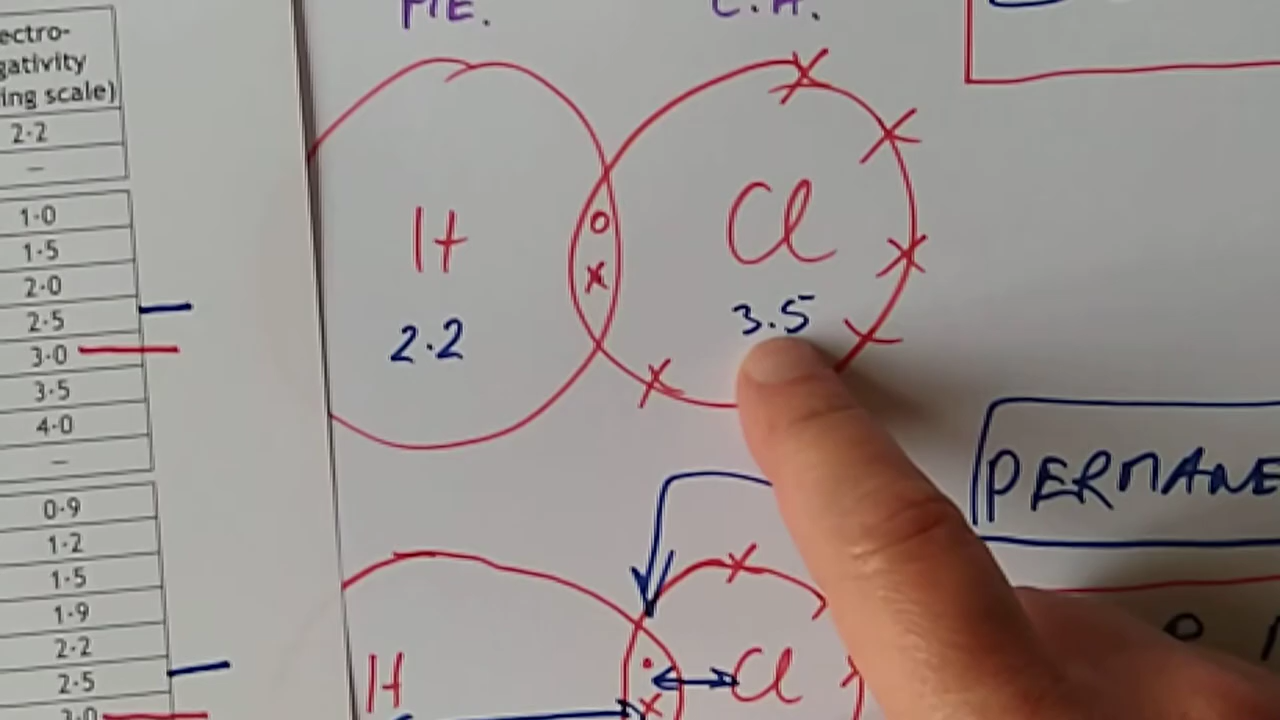 ectro-
gativity
ing scale)
2·2
–
1·0
1·5
2·0
2·5
3·0
3·5
4·0
–
0·9
1·2
1·5
1·9
2·2
2·5
3·0
H
2.2
o
x
Cl
3.5
PERMANE
H
x
Cl